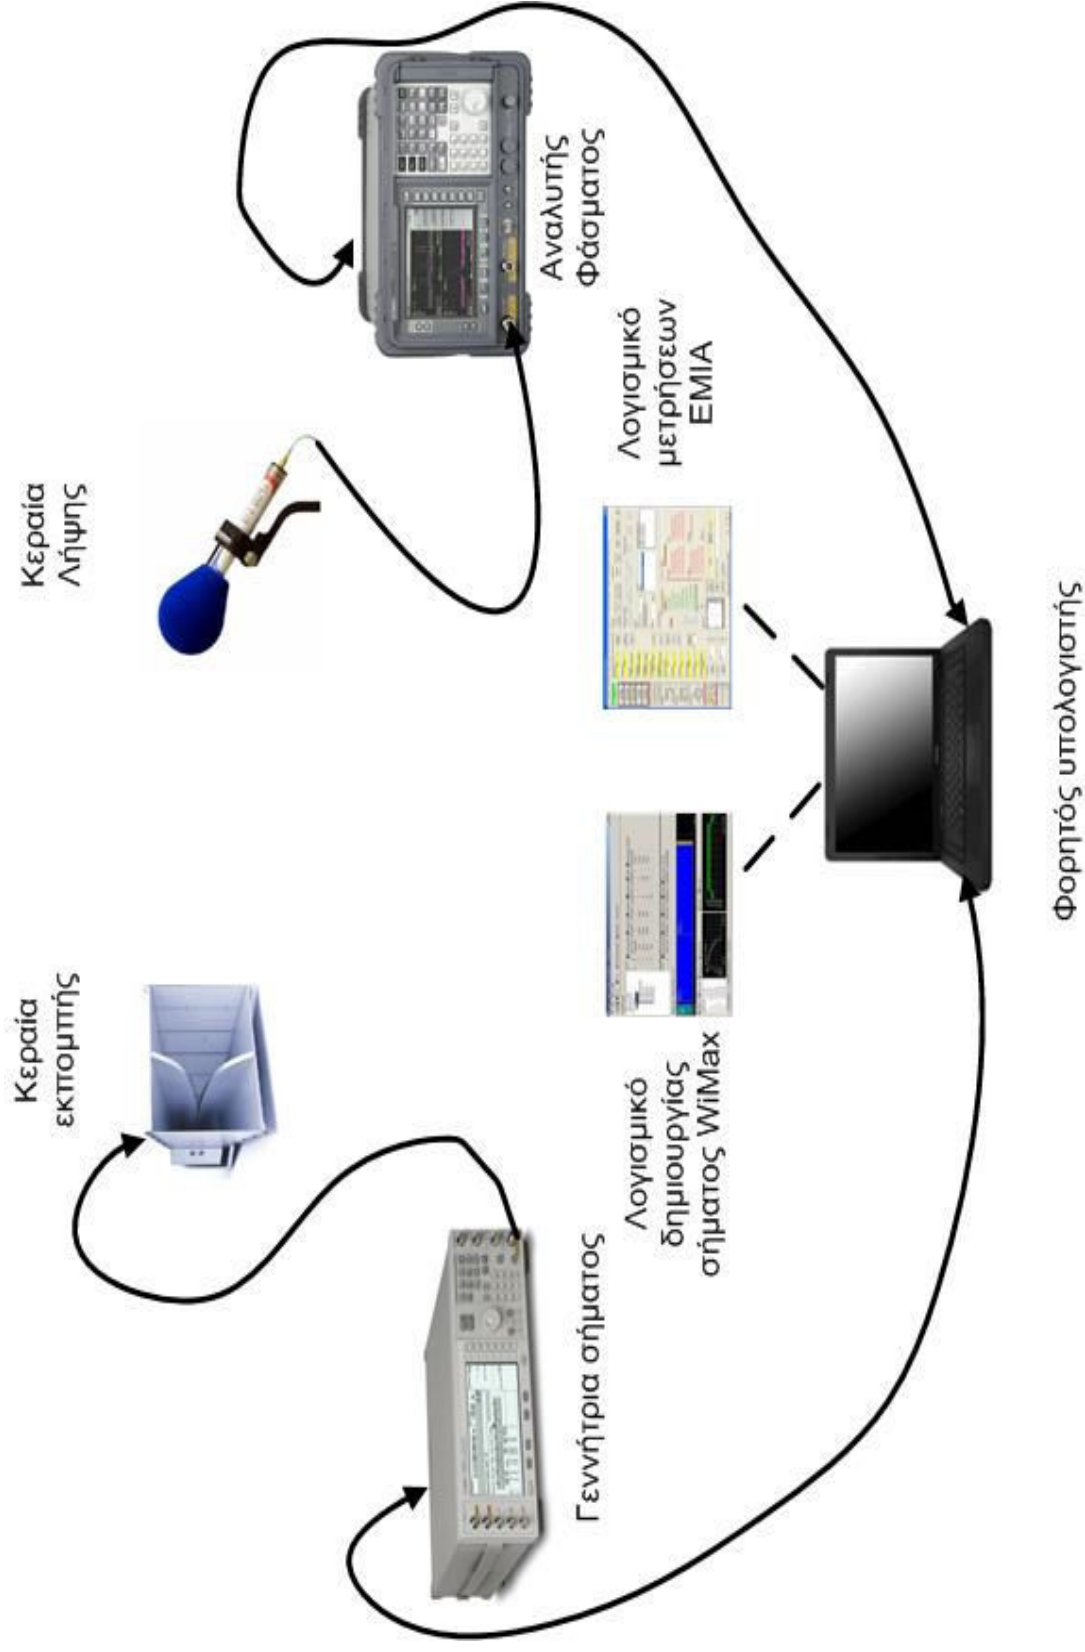 Κεραία
εκπομπής
Κεραία
Λήψης
Γεννήτρια σήματος
Αναλυτής
Φάσματος
Λογισμικό
δημιουργίας
σήματος WiMax
Λογισμικό
μετρήσεων
EMIA
Φορητός υπολογιστής